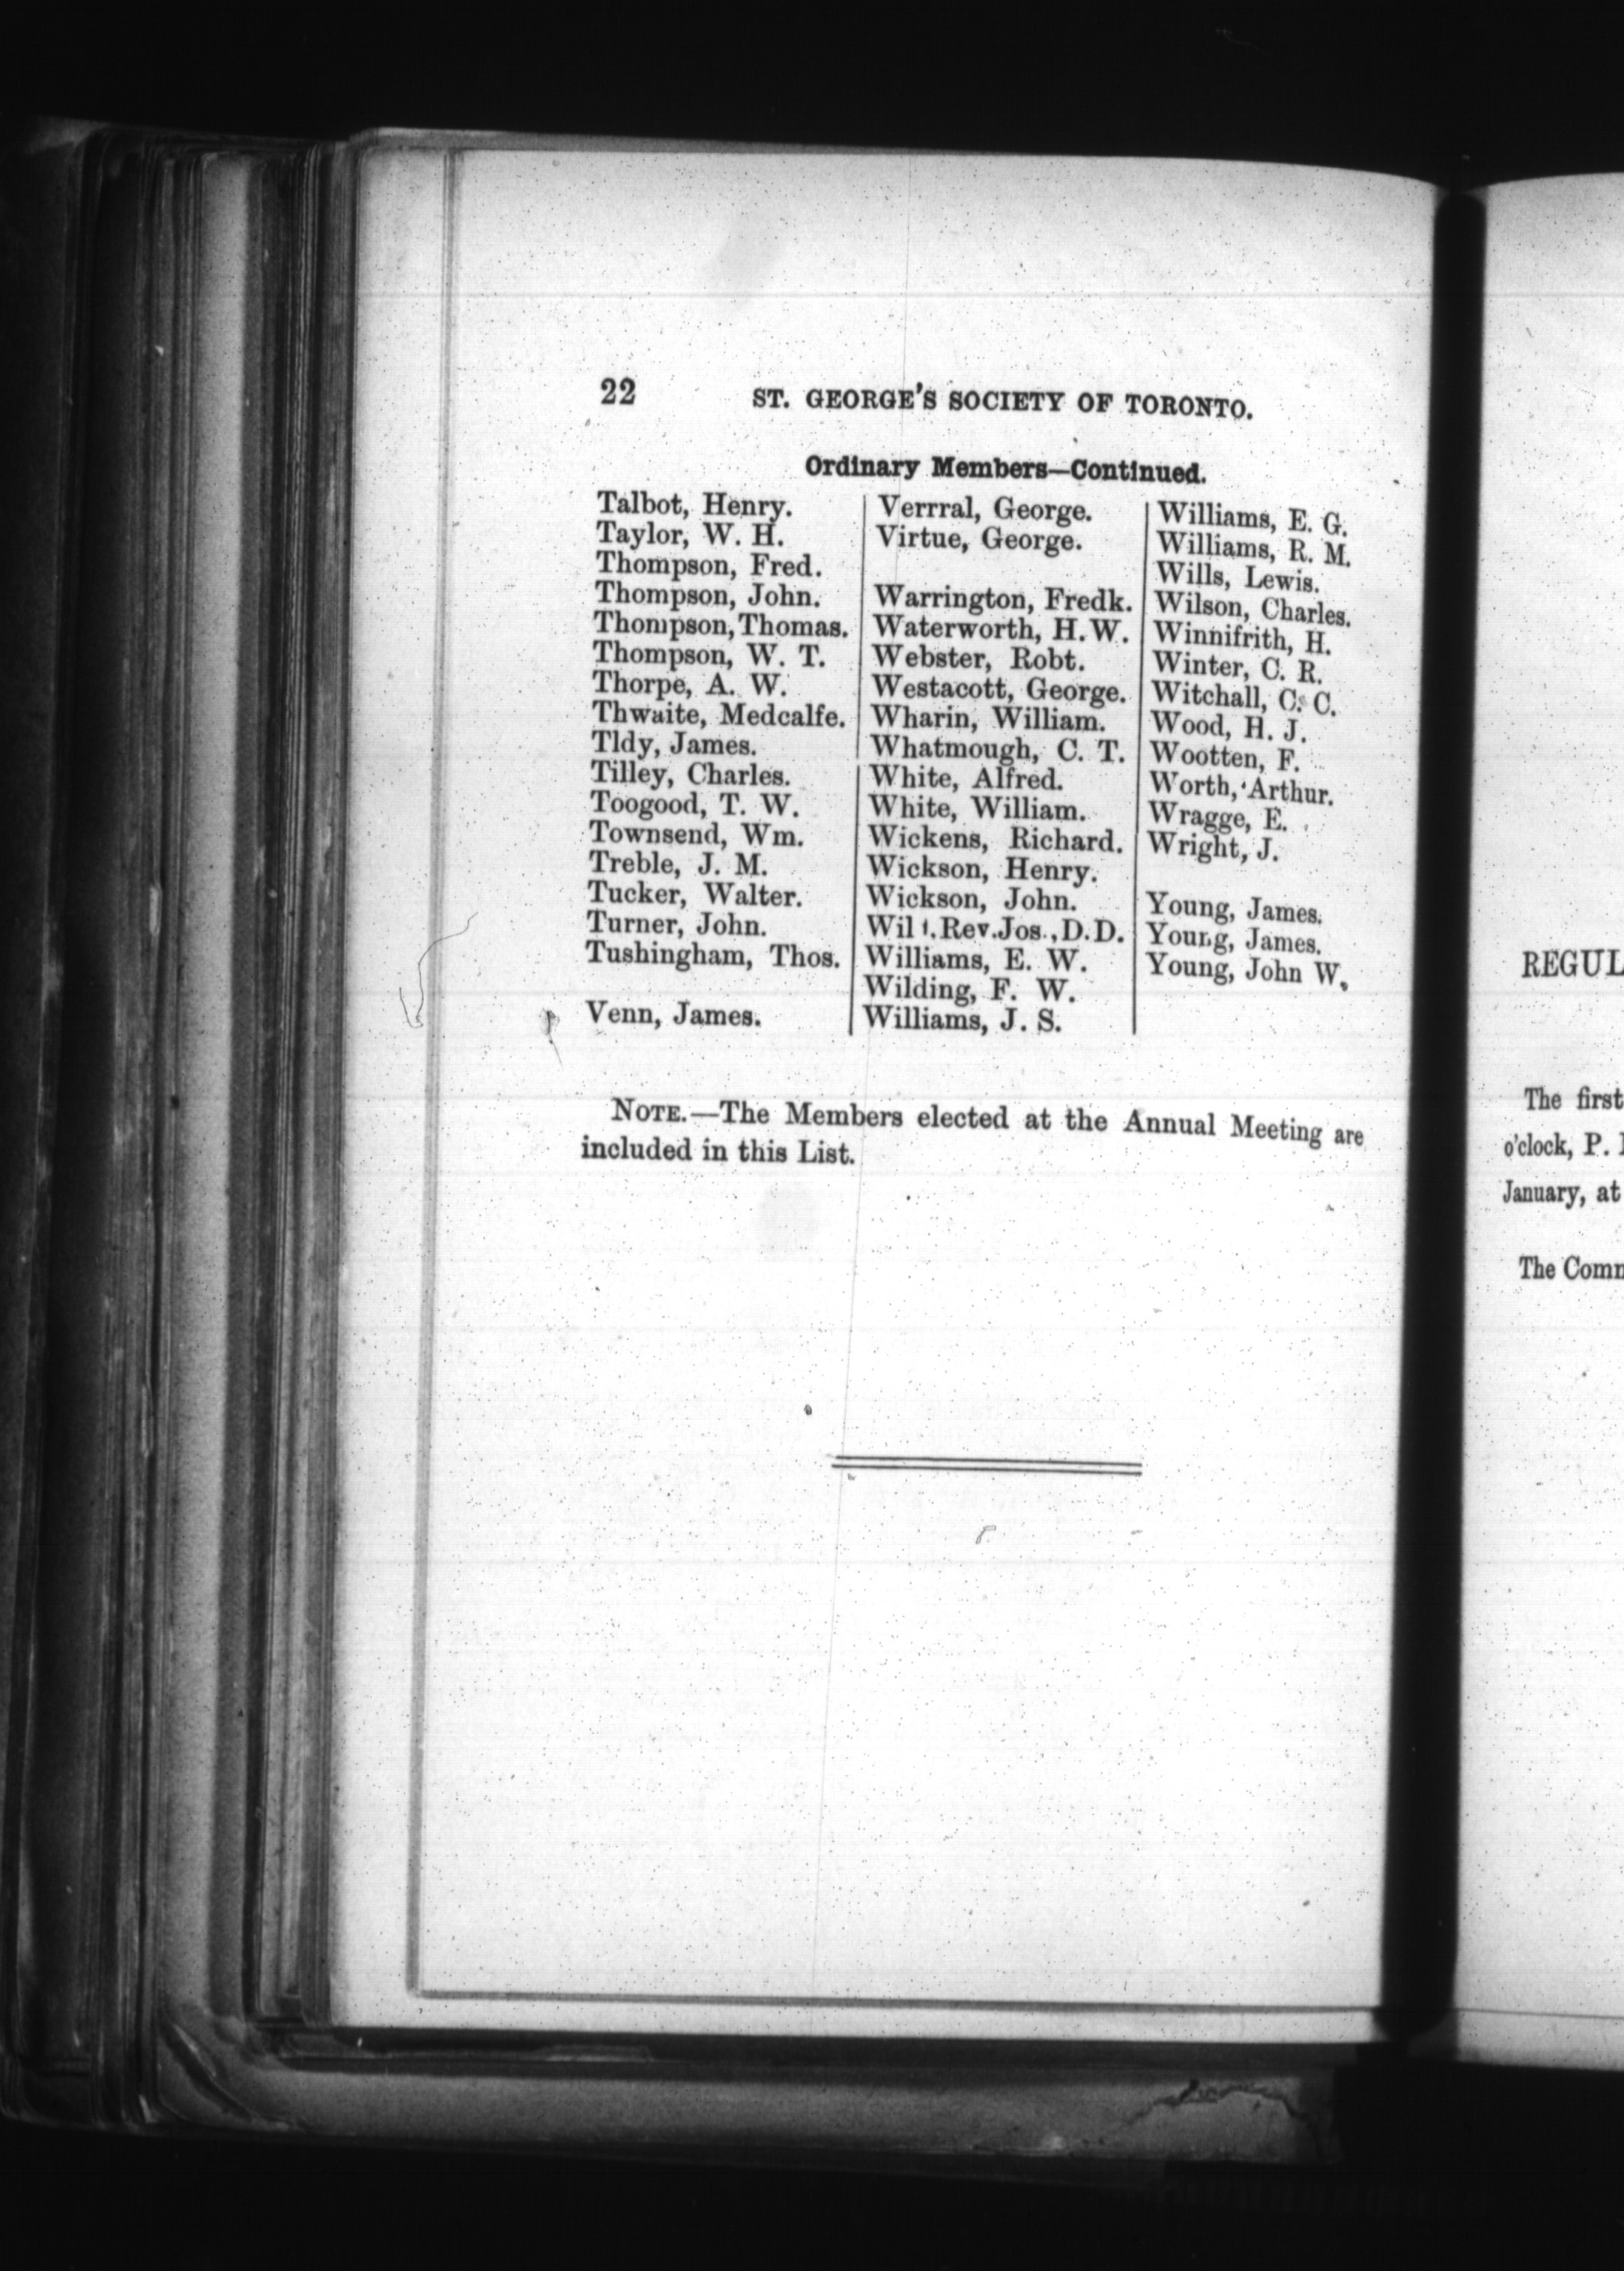 22 ST. GEORGE'S SOCIETY OF TORONTO.
Ordinary Members—Continued.
Talbot, Henry.
Taylor, W. H.
Thompson, Fred.
Thompson, John.
Thompson, Thomas.
Thompson, W. T.
Thorpe, A. W.
Thwaite, Medcalfe.
Tldy, James.
Tilley, Charles.
Toogood, T. W.
Townsend, Wm.
Treble, J. M.
Tucker, Walter.
Turner, John.
Tushingham, Thos.
Venn, James.
Verrral, George.
Virtue, George.
Warrington, Fredk.
Waterworth, H. W.
Webster, Robt.
Westacott, George.
Wharin, William.
Whatmough, C. T.
White, Alfred.
White, William.
Wickens, Richard.
Wickson, Henry.
Wickson, John.
Rev. Jos., D.D.
Williams, E. W.
Wilding, F. W.
Williams, J. S.
Williams, E. G.
Williams, R. M.
Wills, Lewis.
Wilson, Charles.
Winnifrith, H.
Winter, C. R.
Witchall, C. C.
Wood, H. J.
Wootten, F.
Worth, Arthur.
Wragge, E.
Wright, J.
Young, James.
Young, James.
Young, John W.
NOTE.—The Members elected at the Annual Meeting are
included in this List.
REGUL
The first
o'clock, P.
January, at
The Comm